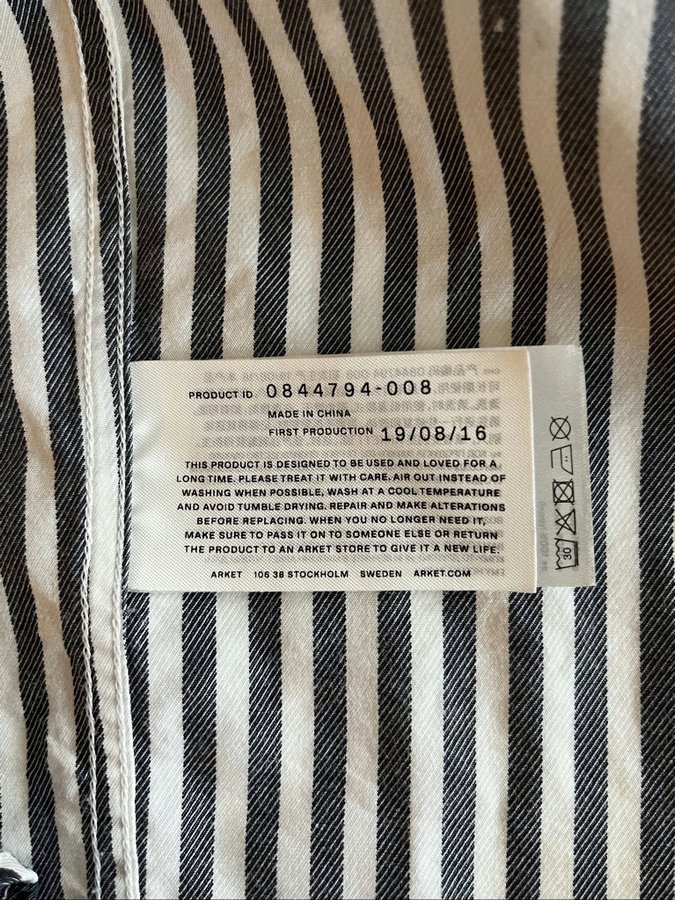 PRODUCT ID 0844794-008
MADE IN CHINA
FIRST PRODUCTION 19/08/16
THIS PRODUCT IS DESIGNED TO BE USED AND LOVED FOR A
LONG TIME. PLEASE TREAT IT WITH CARE. AIR OUT INSTEAD OF
WASHING WHEN POSSIBLE, WASH AT A COOL TEMPERATURE
AND AVOID TUMBLE DRYING. REPAIR AND MAKE ALTERATIONS
BEFORE REPLACING. WHEN YOU NO LONGER NEED IT,
MAKE SURE TO PASS IT ON TO SOMEONE ELSE OR RETURN
THE PRODUCT TO AN ARKET STORE TO GIVE IT A NEW LIFE.
ARKET 106 38 STOCKHOLM SWEDEN ARKET.COM
30